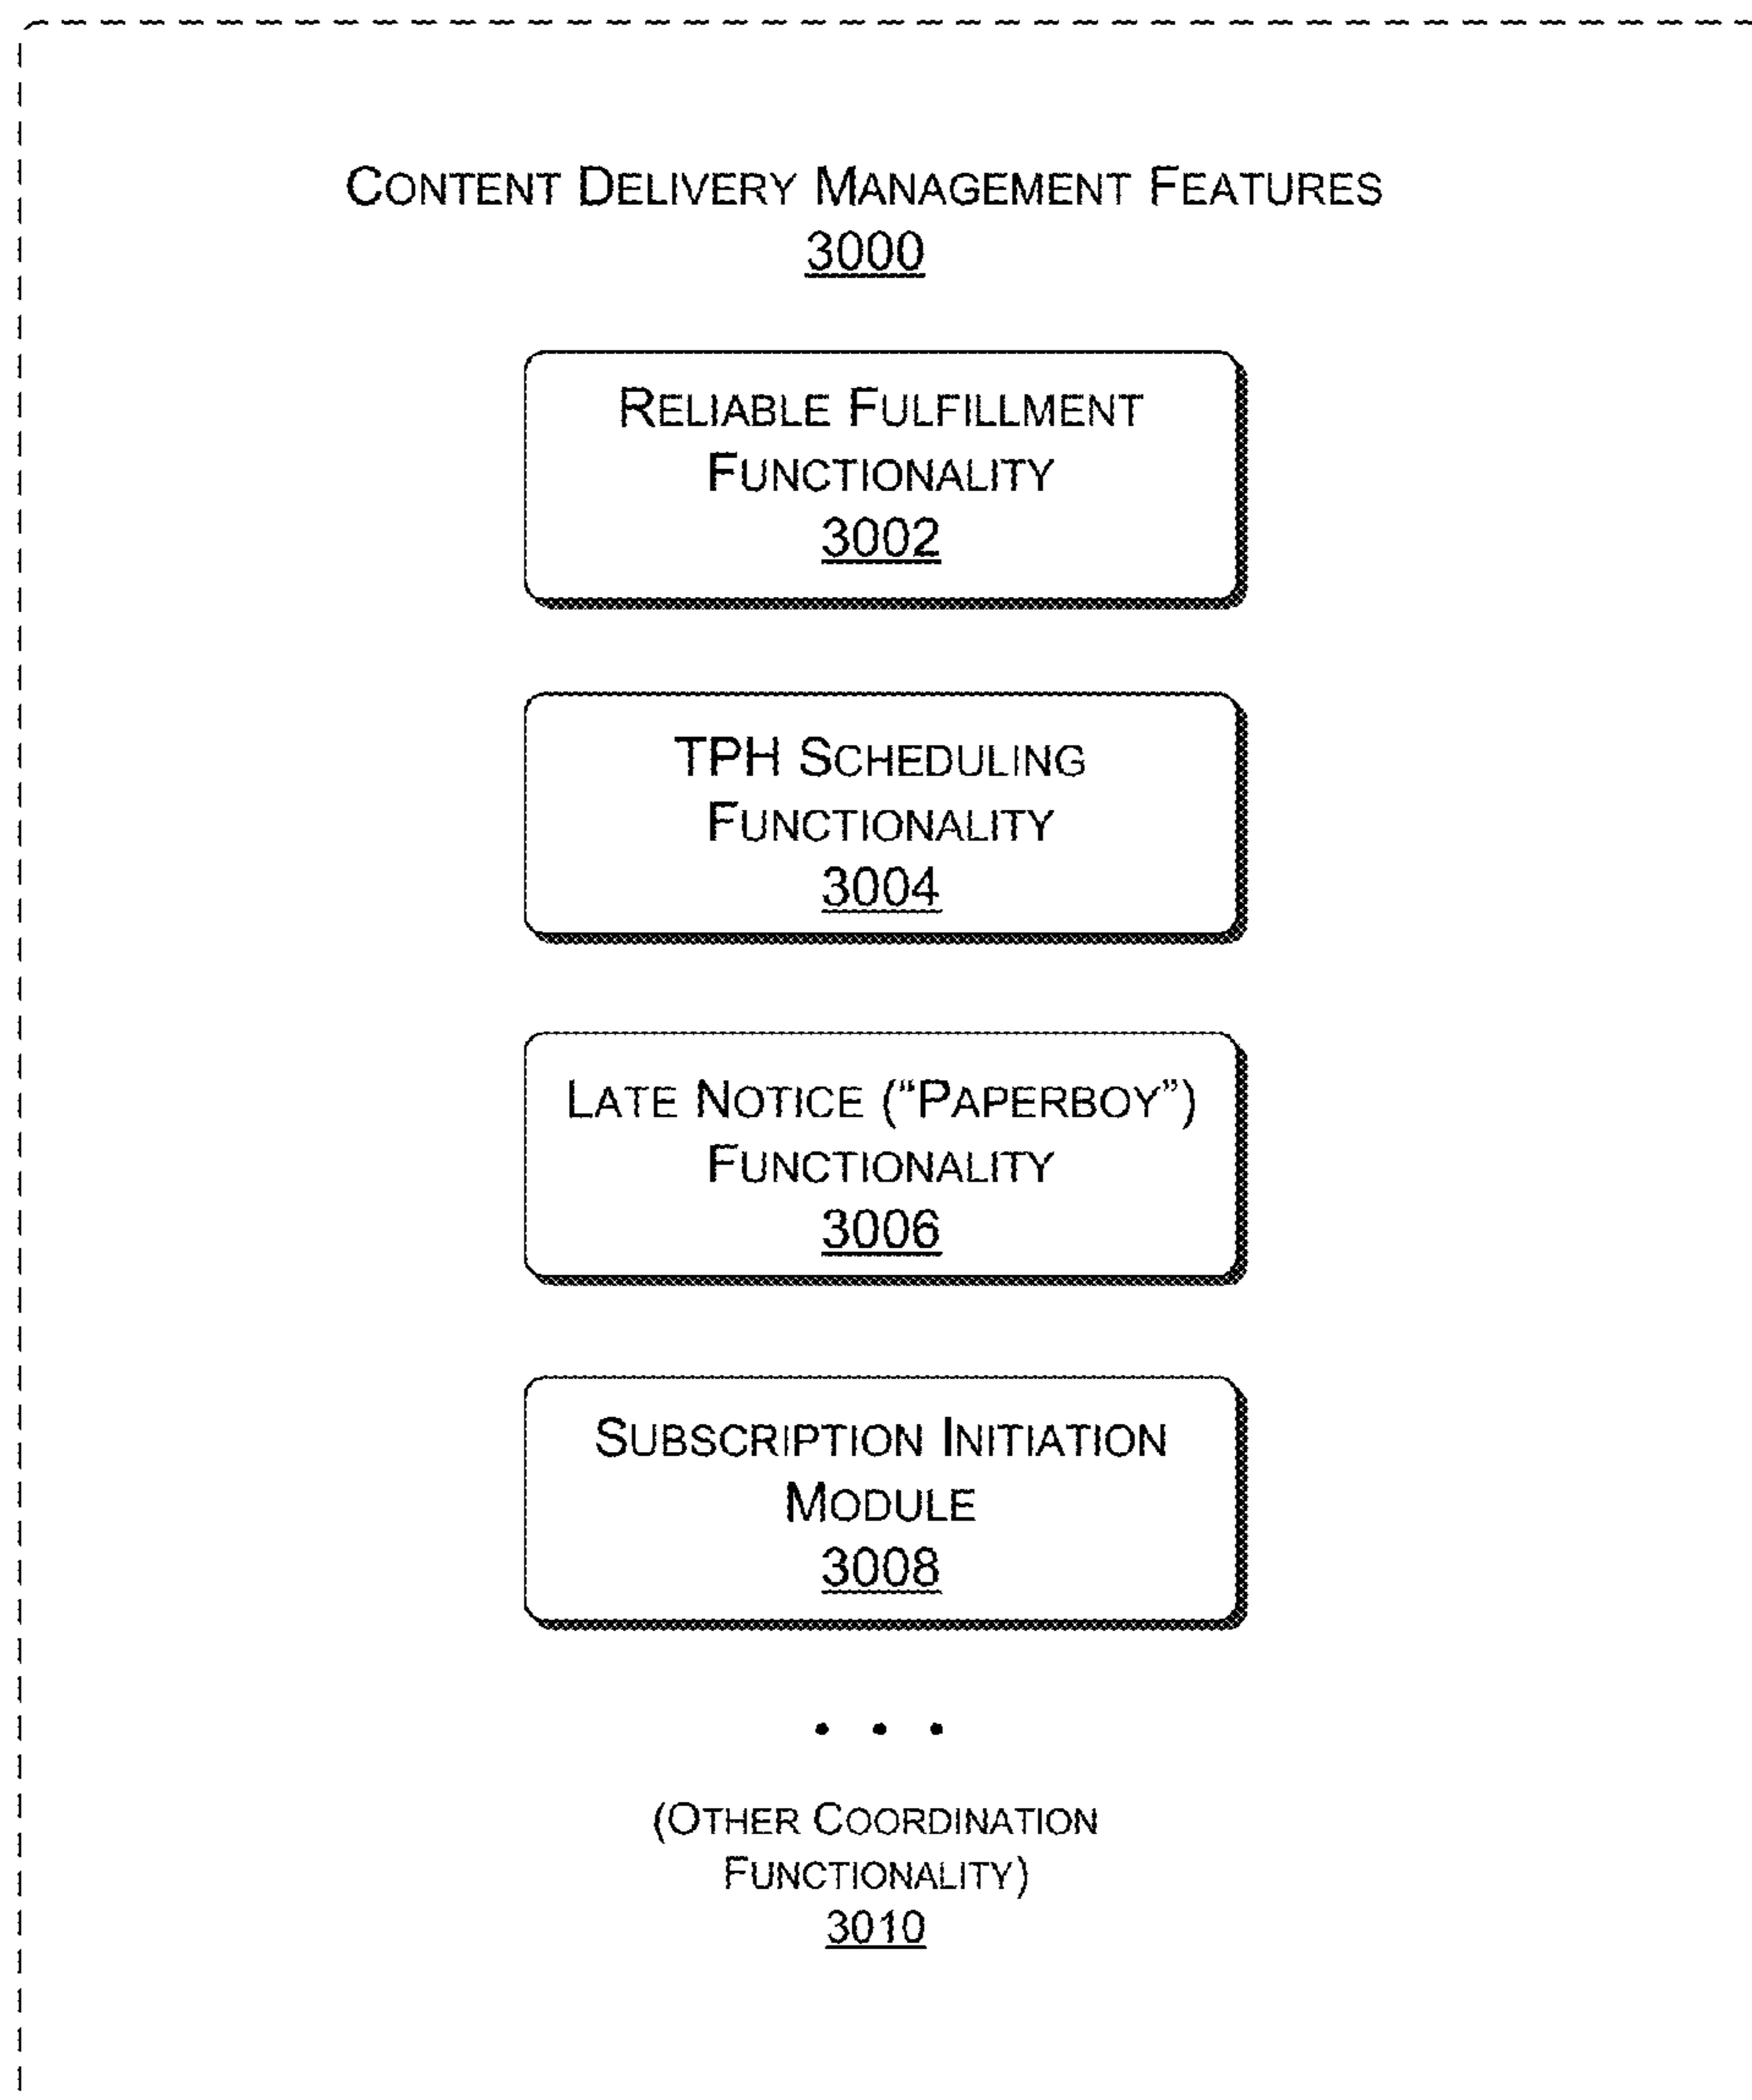 CONTENT DELIVERY MANAGEMENT FEATURES
3000
RELIABLE FULFILLMENT
FUNCTIONALITY
3002
TPH SCHEDULING
FUNCTIONALITY
3004
LATE NOTICE (“PAPERBOY”)
FUNCTIONALITY
3006
SUBSCRIPTION INITIATION
MODULE
3008
• • •
(OTHER COORDINATION
FUNCTIONALITY)
3010